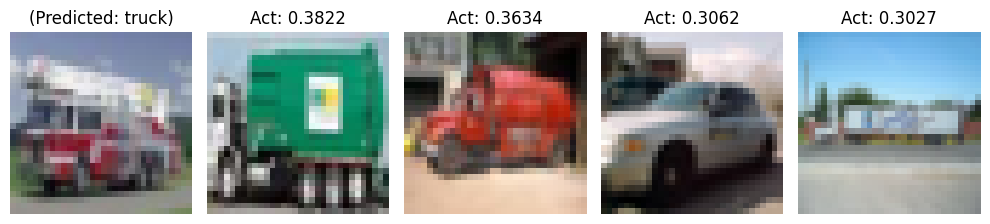 (Predicted: truck)
Act: 0.3822
Act: 0.3634
Act: 0.3062
Act: 0.3027